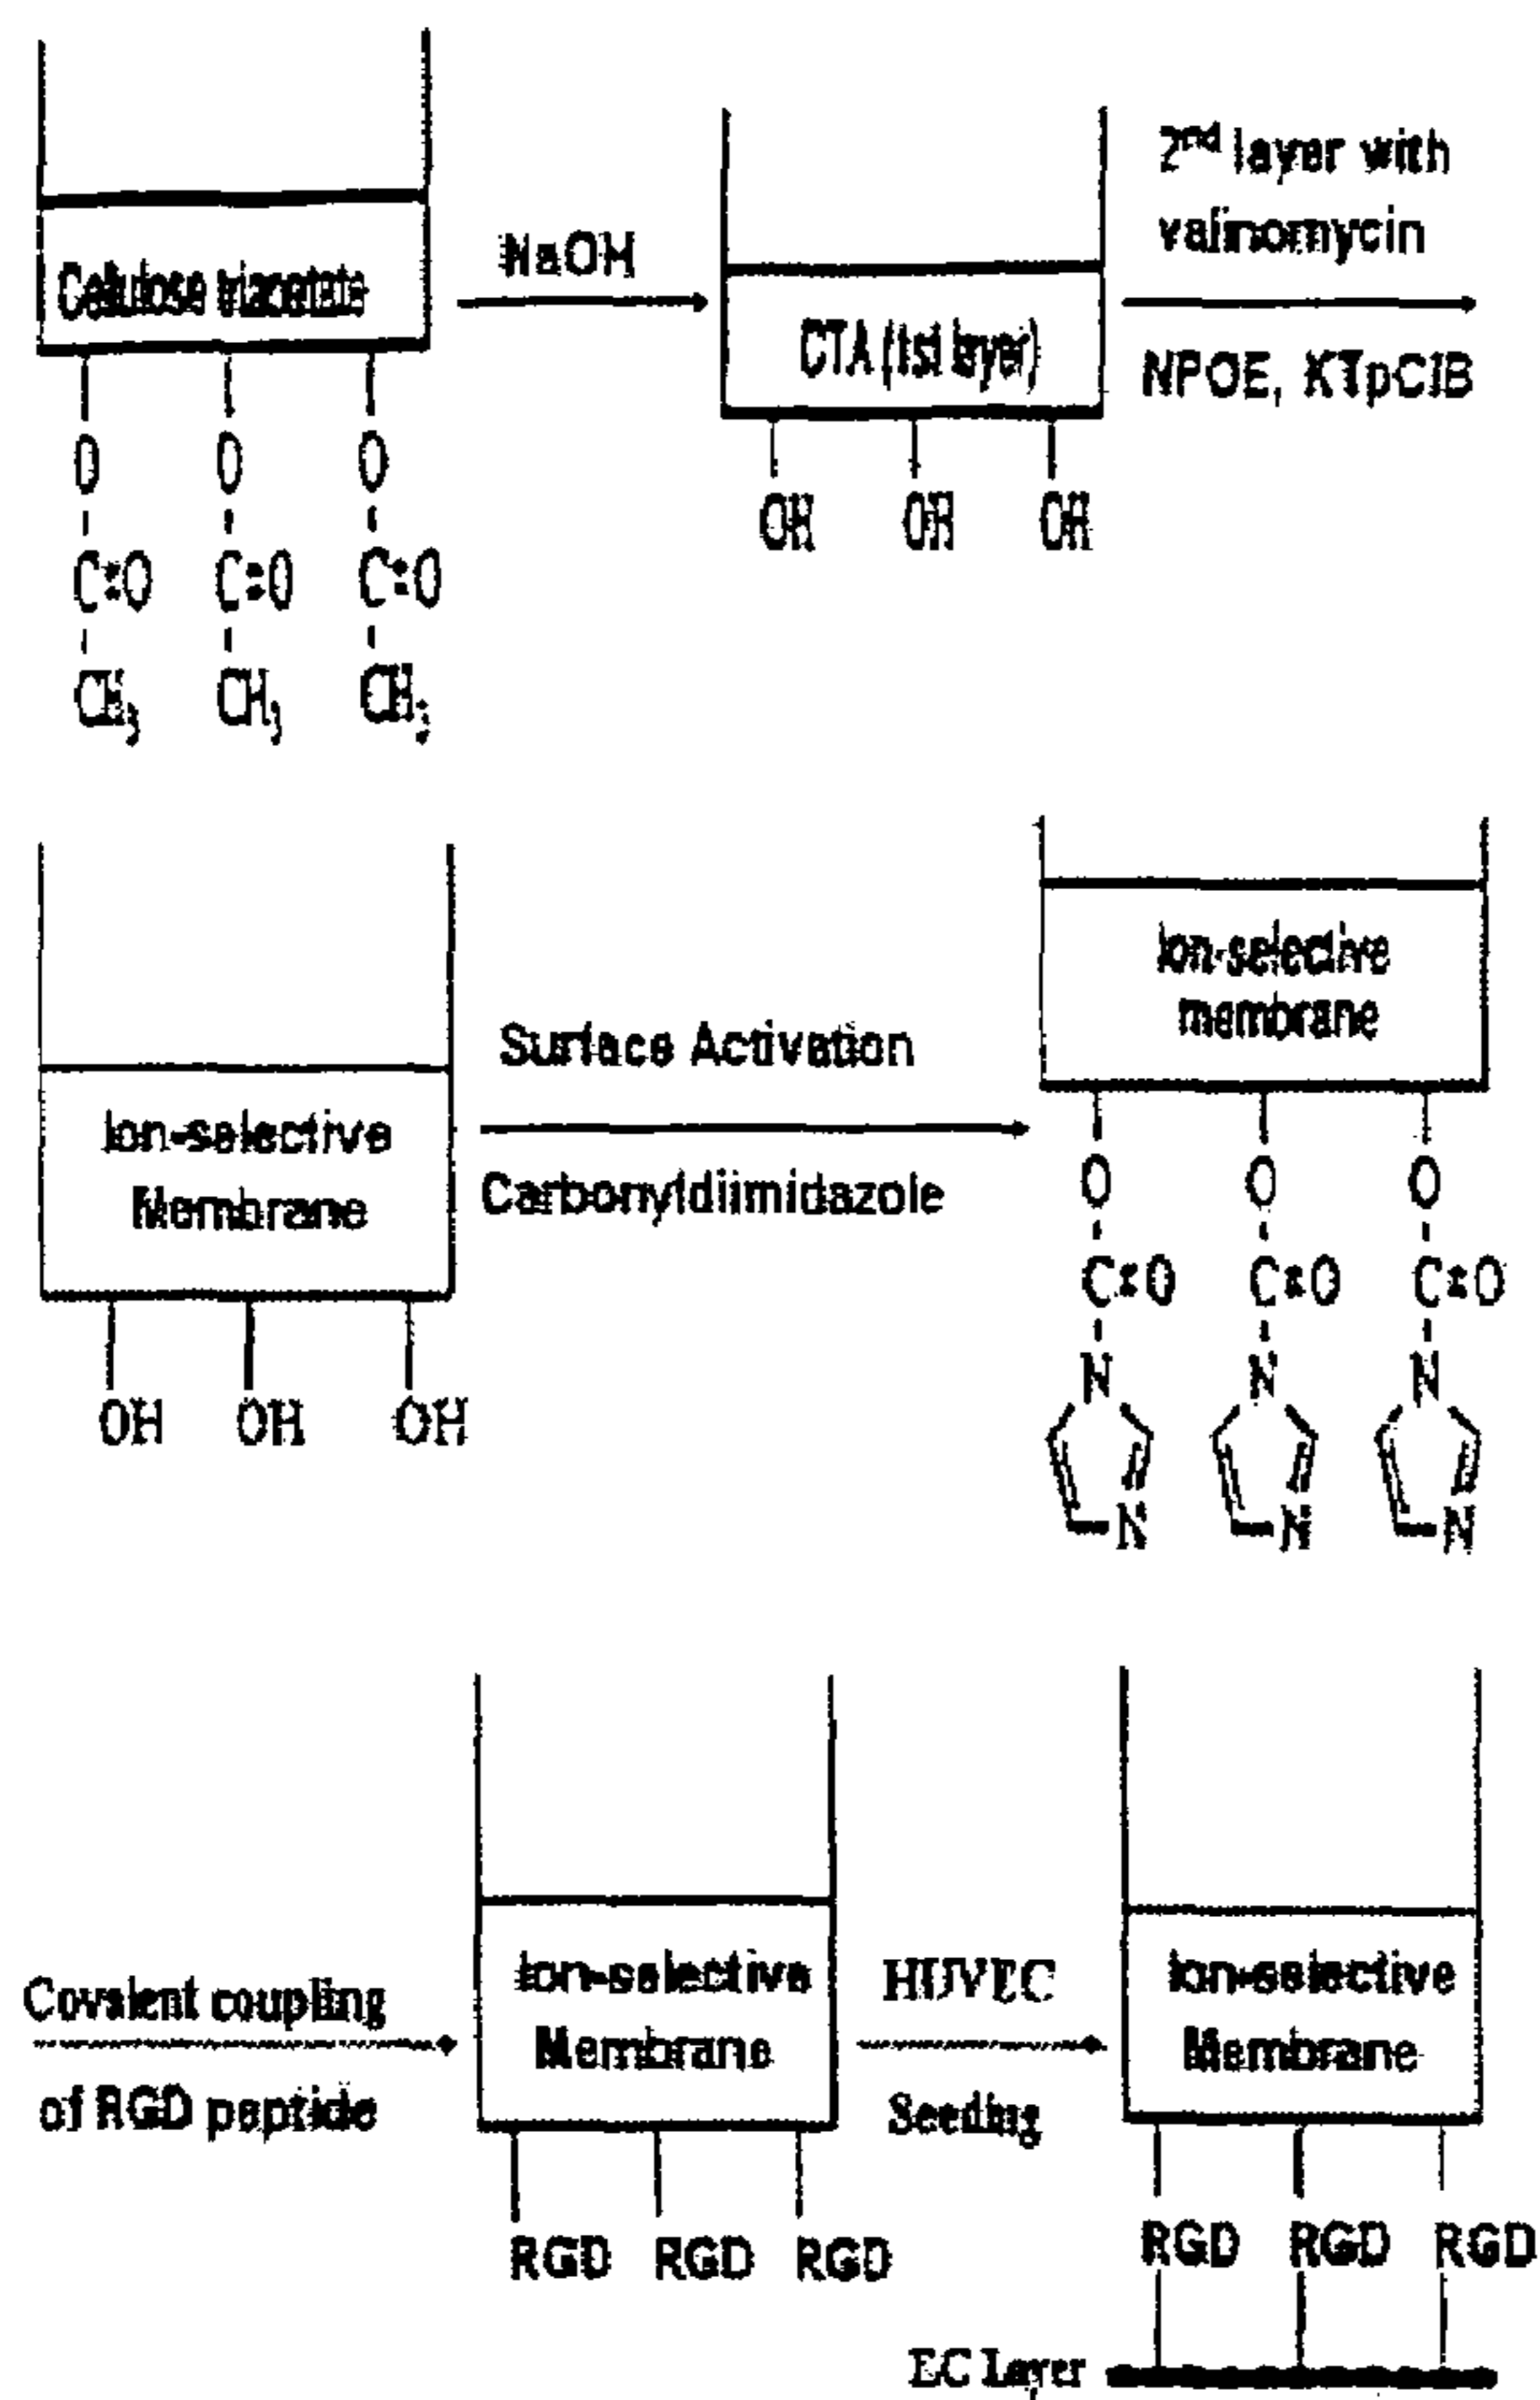 Cellulose triacetate
NaOH
CTA (1st layer)
2nd layer with
valinomycin
NPOE, KTpClB
OH OH OH
O O O
C=O C=O C=O
CH3 CH3 CH3
Ion-selective
Membrane
Surface Activation
Carbonyldiimidazole
Ion-selective
membrane
OH OH OH
O O O
C=O C=O C=O
N N N
N N N
Covalent coupling
of RGD peptide
Ion-selective
Membrane
HUVEC
Seeding
Ion-selective
Membrane
RGD RGD RGD
RGD RGD RGD
EC Layer